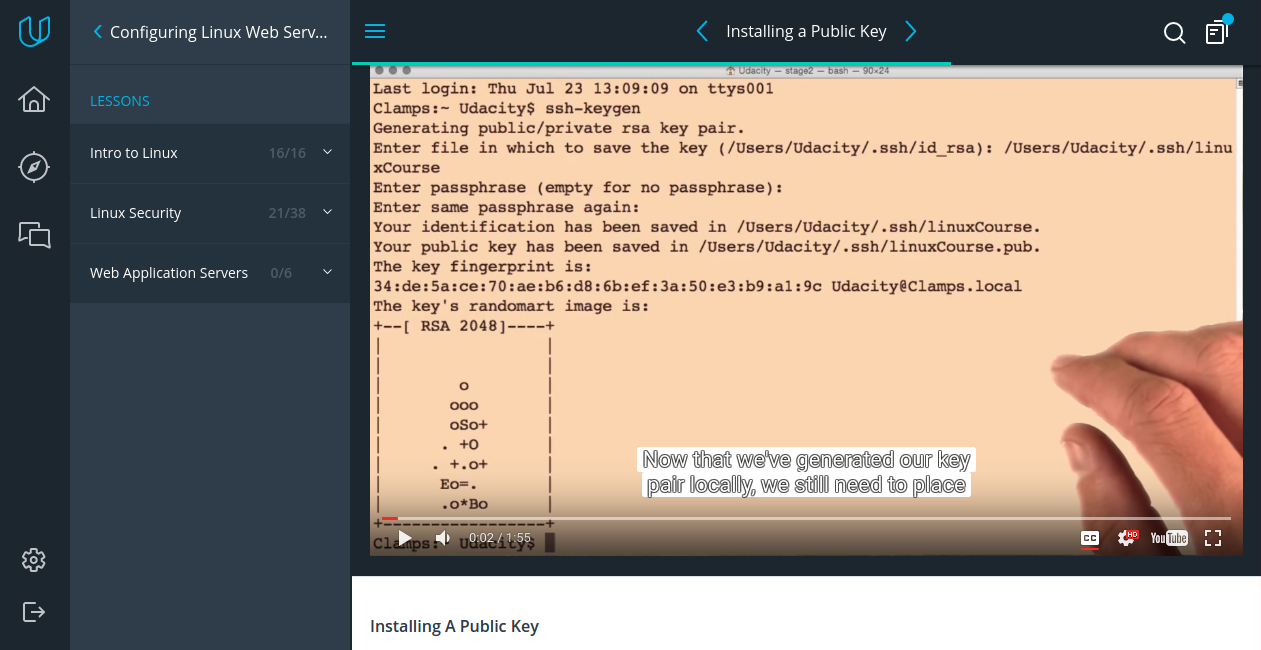 Configuring Linux Web Serv...
Installing a Public Key
LESSONS
Intro to Linux 16/16
Linux Security 21/38
Web Application Servers 0/6
Udacity — stage2 — bash — 90×24
Last login: Thu Jul 23 13:09:09 on ttys001
Clamps:~ Udacity$ ssh-keygen
Generating public/private rsa key pair.
Enter file in which to save the key (/Users/Udacity/.ssh/id_rsa): /Users/Udacity/.ssh/linu
xCourse
Enter passphrase (empty for no passphrase):
Enter same passphrase again:
Your identification has been saved in /Users/Udacity/.ssh/linuxCourse.
Your public key has been saved in /Users/Udacity/.ssh/linuxCourse.pub.
The key fingerprint is:
34:de:5a:ce:70:ae:b6:d8:6b:ef:3a:50:e3:b9:a1:9c Udacity@Clamps.local
The key's randomart image is:
+--[ RSA 2048]----+
|                 |
|                 |
|        o        |
|       ooo       |
|       oSo+      |
|      . +O       |
|     . +.o+      |
|      Eo=.       |
|      .o*Bo      |
+-----------------+
Clamps:~ Udacity$
Now that we've generated our key
pair locally, we still need to place
0:02 / 1:55
CC
HD
YouTube
Installing A Public Key